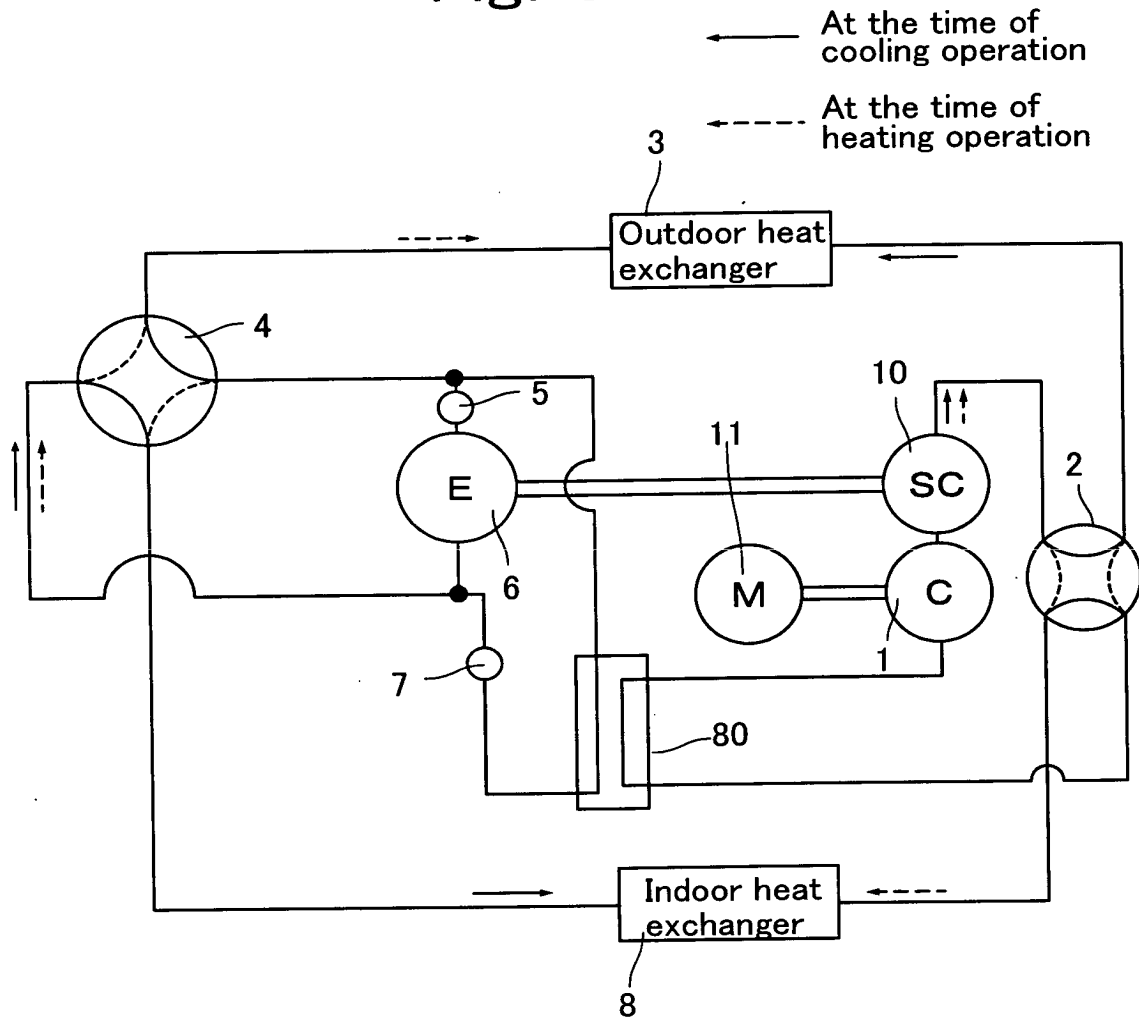 At the time of
cooling operation
At the time of
heating operation
3
Outdoor heat
exchanger
4
5
10
11
2
E
SC
6
M
C
1
7
80
Indoor heat
exchanger
8